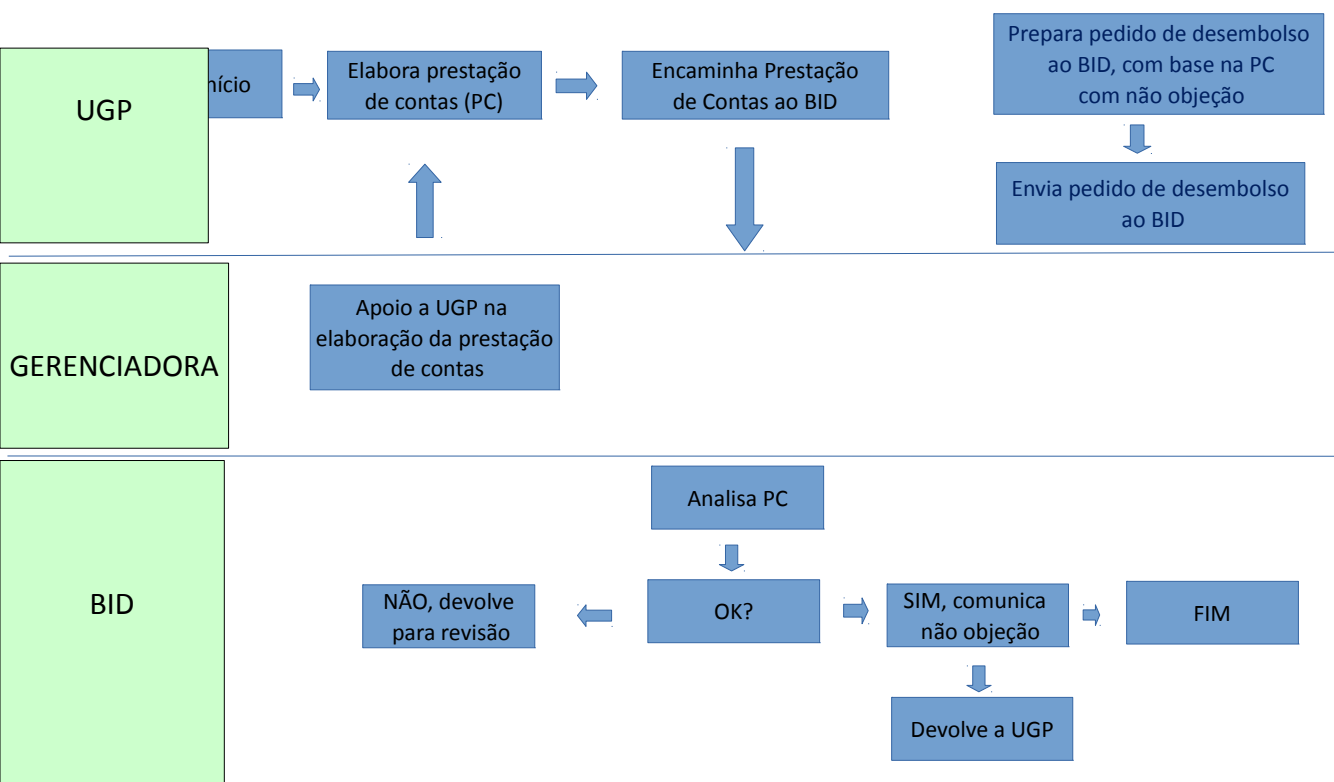 UGP
nício
Elabora prestação
de contas (PC)
Encaminha Prestação
de Contas ao BID
Prepara pedido de desembolso
ao BID, com base na PC
com não objeção
Envia pedido de desembolso
ao BID
GERENCIADORA
Apoio a UGP na
elaboração da prestação
de contas
BID
Analisa PC
OK?
NÃO, devolve
para revisão
SIM, comunica
não objeção
FIM
Devolve a UGP